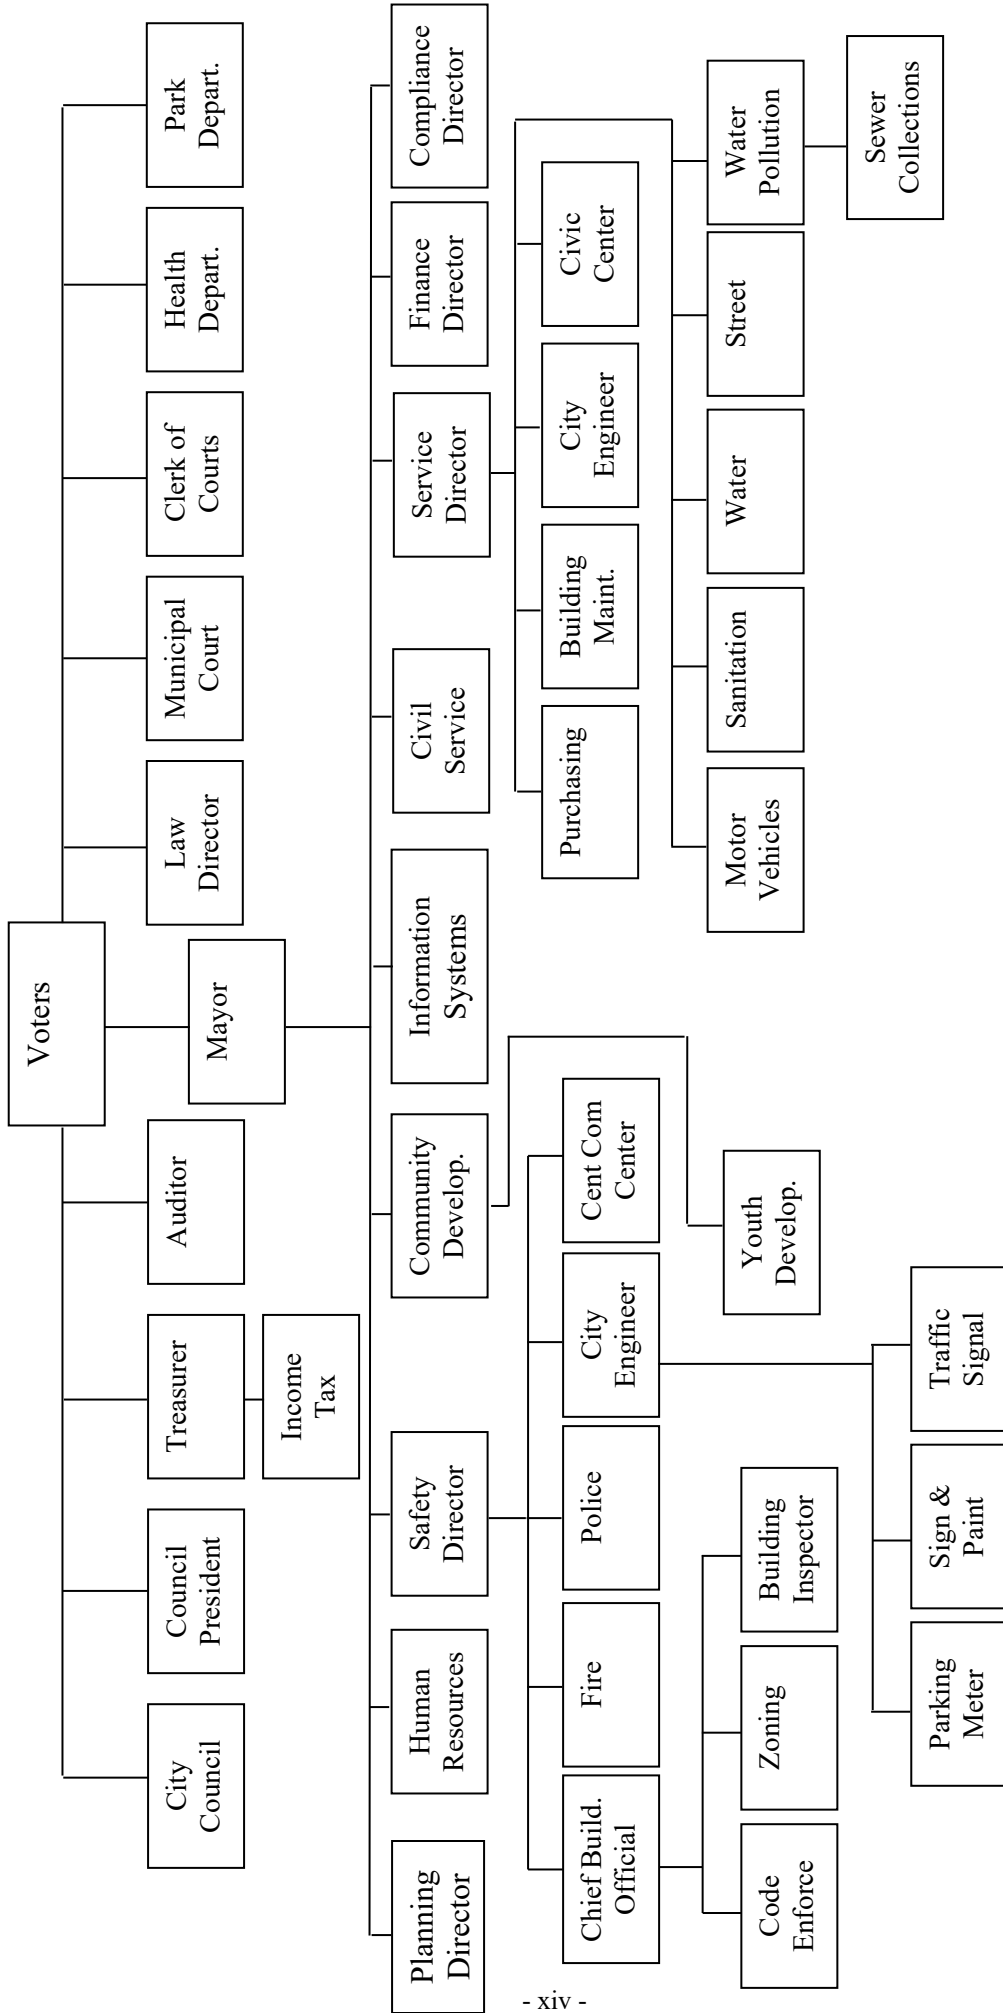 Voters
City
Council
Council
President
Treasurer
Auditor
Mayor
Law
Director
Municipal
Court
Clerk of
Courts
Health
Depart.
Park
Depart.
Income
Tax
Planning
Director
Human
Resources
Safety
Director
Community
Develop.
Information
Systems
Civil
Service
Service
Director
Finance
Director
Compliance
Director
Chief Build.
Official
Fire
Police
City
Engineer
Cent Com
Center
Purchasing
Building
Maint.
City
Engineer
Civic
Center
Code
Enforce
Zoning
Building
Inspector
Youth
Develop.
Motor
Vehicles
Sanitation
Water
Street
Water
Pollution
Parking
Meter
Sign &
Paint
Traffic
Signal
Sewer
Collections
- xiv -